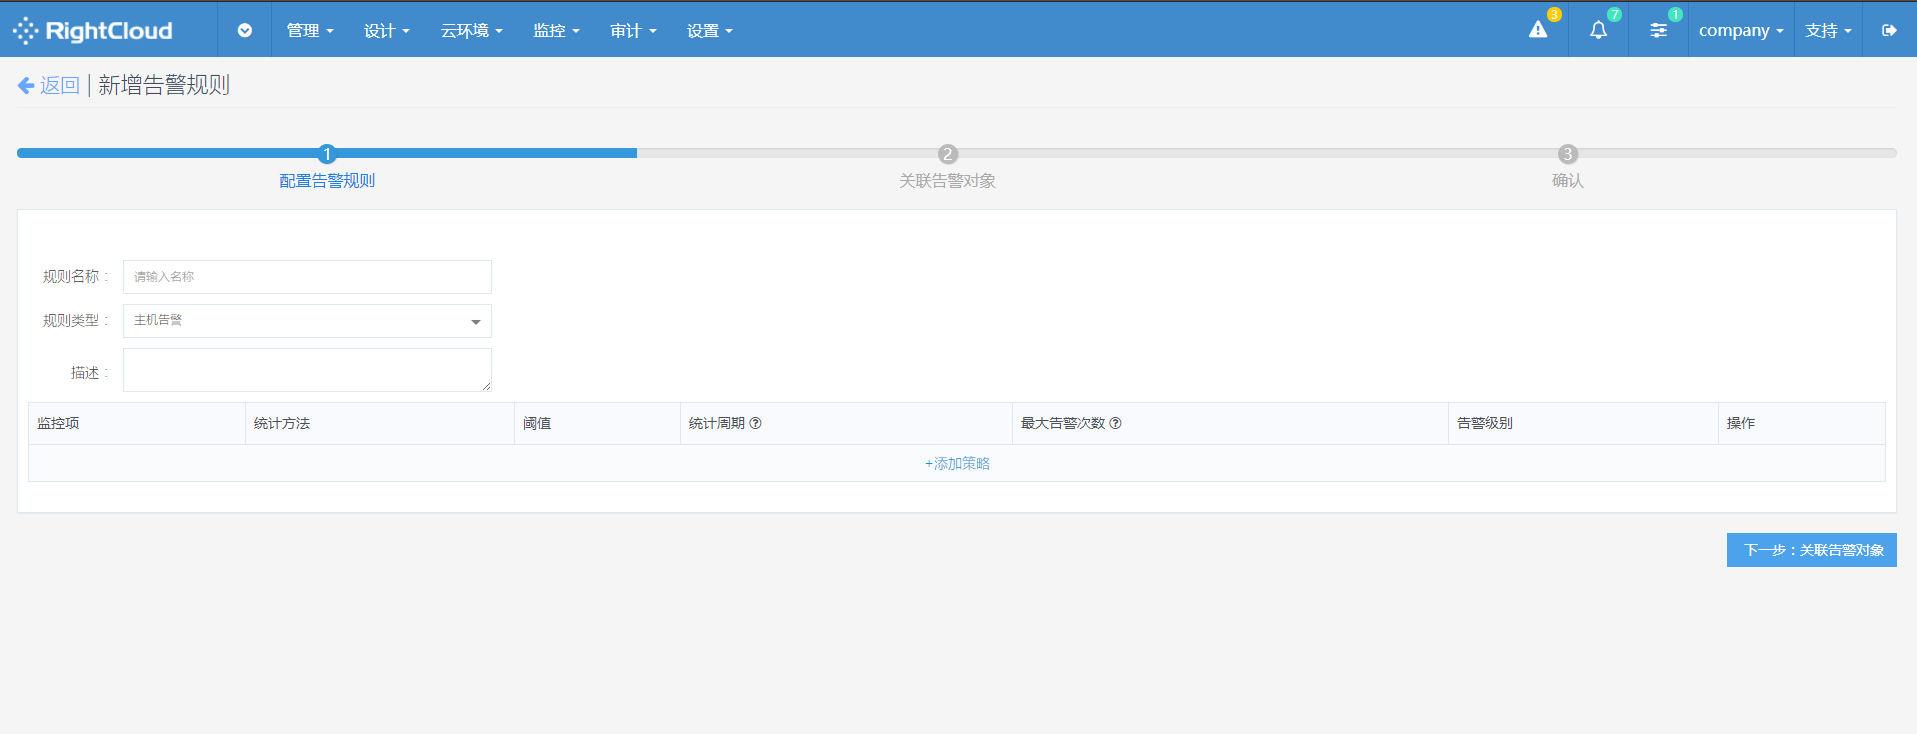 RightCloud 管理 设计 云环境 监控 审计 设置 3 7 1 company 支持
返回 | 新增告警规则
1 2 3
配置告警规则 关联告警对象 确认
规则名称： 请输入名称
规则类型： 主机告警
描述：
监控项 统计方法 阈值 统计周期 最大告警次数 告警级别 操作
+添加策略
下一步：关联告警对象